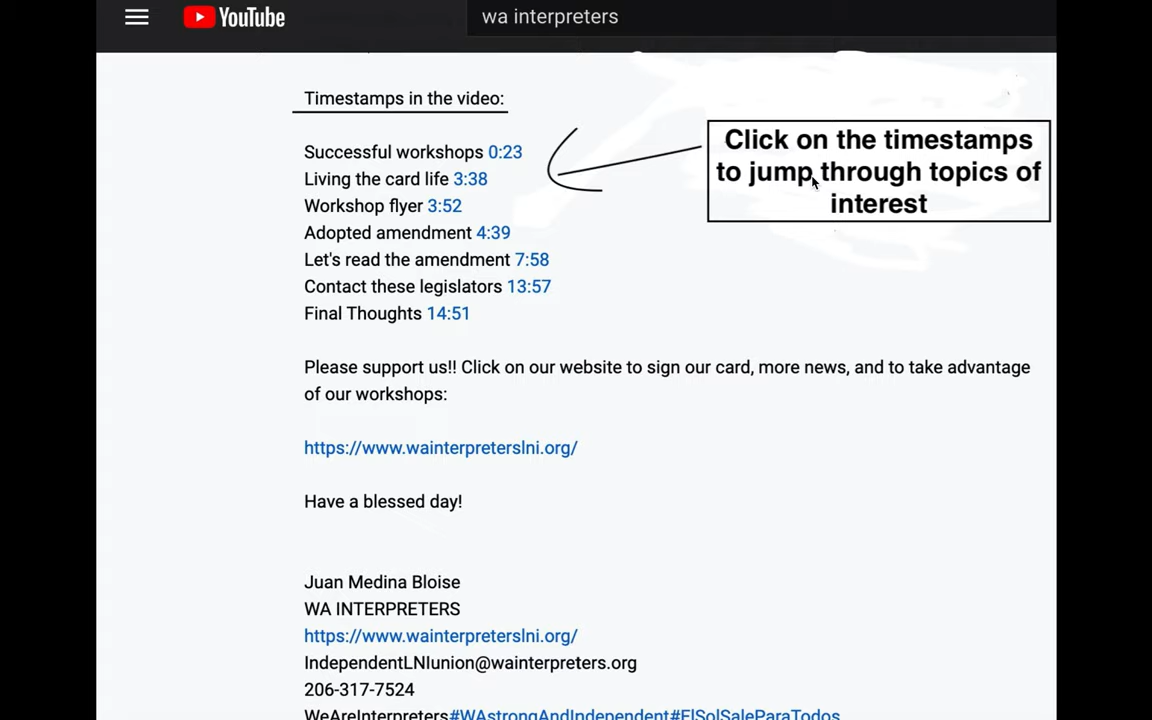 YouTube
wa interpreters
Timestamps in the video:
Successful workshops 0:23
Living the card life 3:38
Workshop flyer 3:52
Adopted amendment 4:39
Let's read the amendment 7:58
Contact these legislators 13:57
Final Thoughts 14:51
Click on the timestamps
to jump through topics of
interest
Please support us!! Click on our website to sign our card, more news, and to take advantage
of our workshops:
https://www.wainterpreterslni.org/
Have a blessed day!
Juan Medina Bloise
WA INTERPRETERS
https://www.wainterpreterslni.org/
IndependentLNIunion@wainterpreters.org
206-317-7524
WeAreInterpreters#WAstrongAndIndependent#ElSolSaleParaTodos